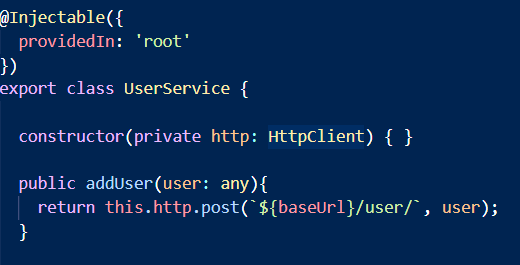 @Injectable({
  providedIn: 'root'
})
export class UserService {
  constructor(private http: HttpClient) { }
  public addUser(user: any){
    return this.http.post(`${baseUrl}/user/`, user);
  }